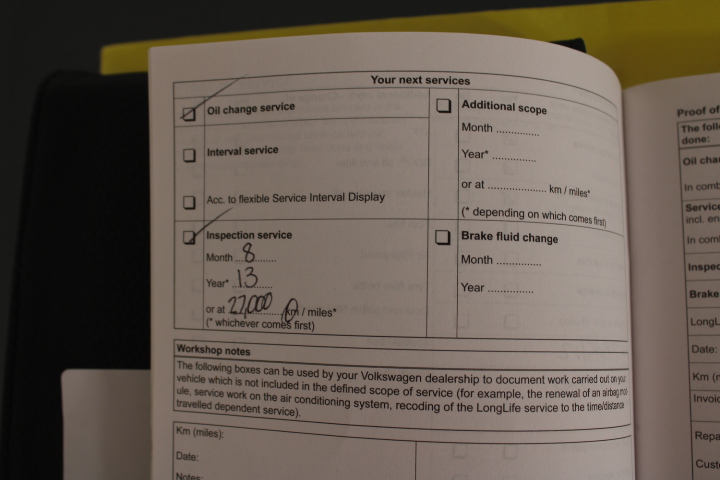 Your next services
Oil change service
Interval service
Acc. to flexible Service Interval Display
Inspection service
Month ...8.......
Year* ..13.......
or at 27,000 km / miles*
(* whichever comes first)
Additional scope
Month ..............
Year* ..............
or at ................... km / miles*
(* depending on which comes first)
Brake fluid change
Month ..............
Year ..............
Workshop notes
The following boxes can be used by your Volkswagen dealership to document work carried out on your
vehicle which is not included in the defined scope of service (for example, the renewal of an airbag mod
ule, service work on the air conditioning system, recoding of the LongLife service to the time/distance
travelled dependent service).
Km (miles):
Date:
Notes:
Proof of
The foll
done:
Oil char
In comb
Service
incl. en
In comb
Inspec
Brake
LongL
Date:
Km (n
Invoic
Repa
Custo